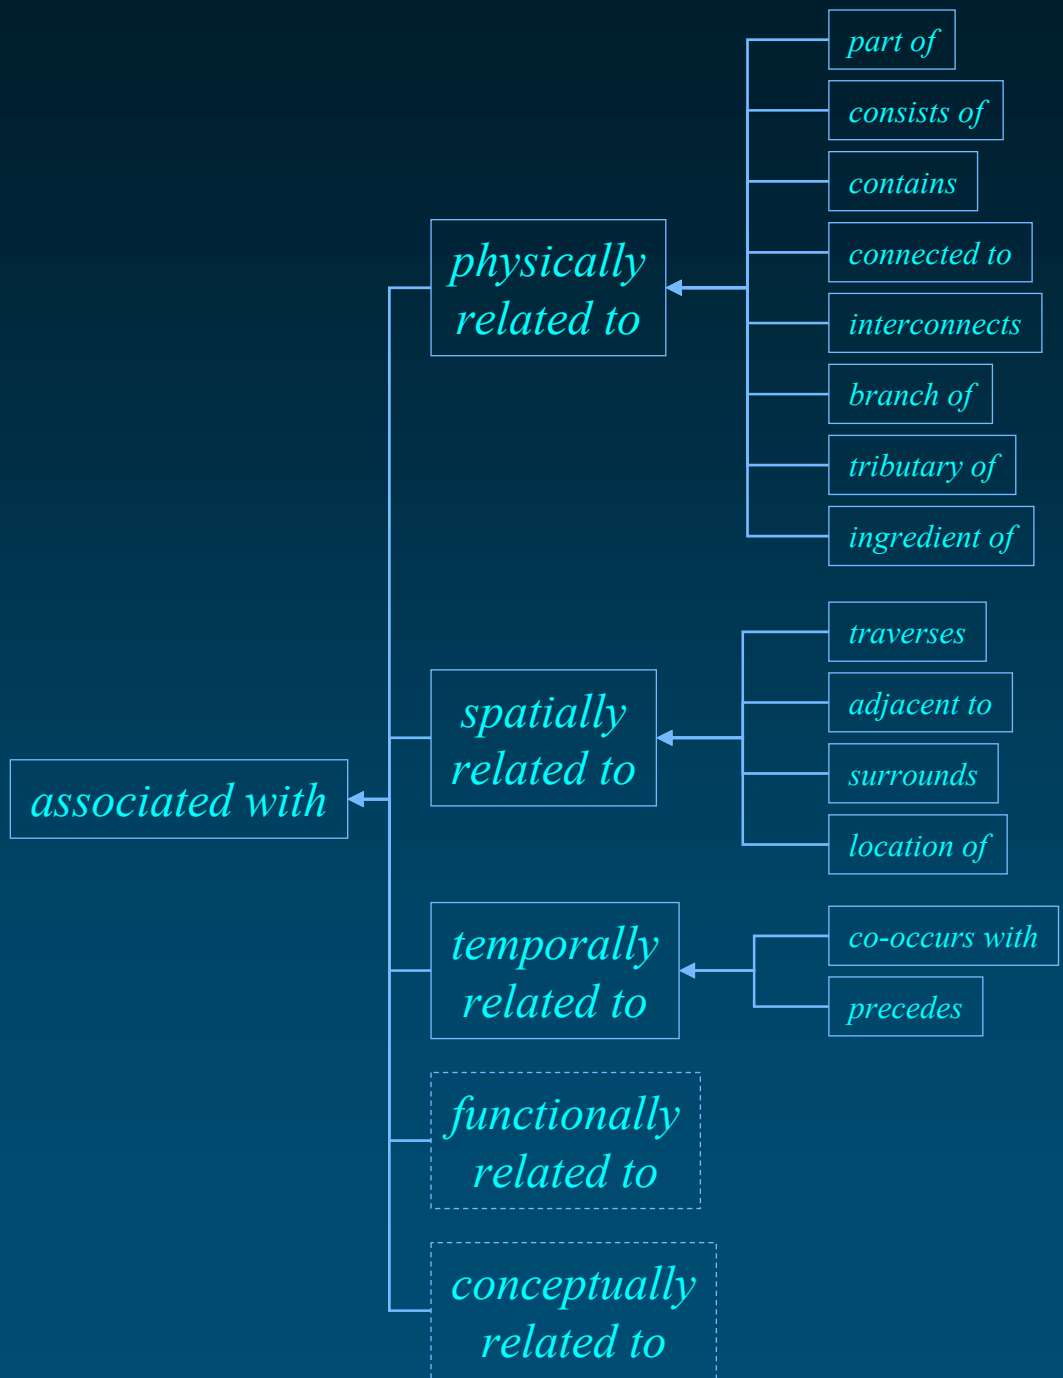 part of
consists of
contains
connected to
interconnects
branch of
tributary of
ingredient of
physically
related to
traverses
adjacent to
surrounds
location of
spatially
related to
associated with
co-occurs with
precedes
temporally
related to
functionally
related to
conceptually
related to